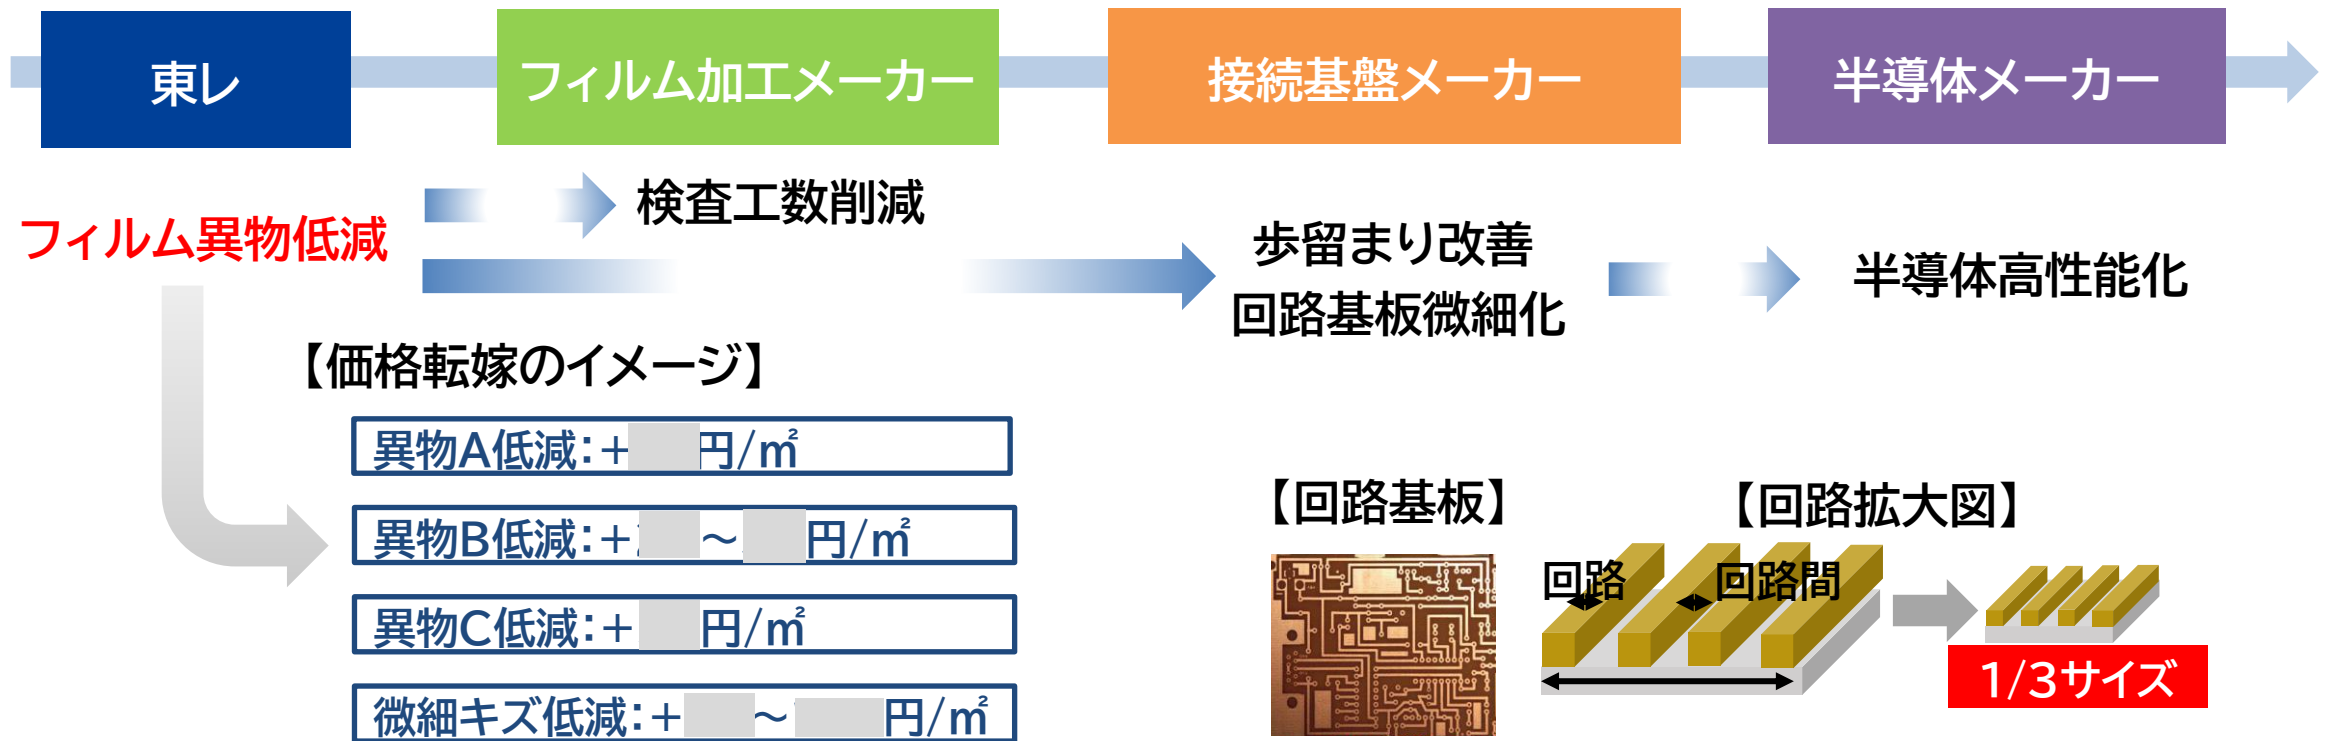 東レ
フィルム加工メーカー
接続基盤メーカー
半導体メーカー
フィルム異物低減
検査工数削減
歩留まり改善
回路基板微細化
半導体高性能化
【価格転嫁のイメージ】
異物A低減：＋ 円/㎡
異物B低減：＋ ～ 円/㎡
異物C低減：＋ 円/㎡
微細キズ低減：＋ ～ 円/㎡
【回路基板】
【回路拡大図】
回路
回路間
1/3サイズ